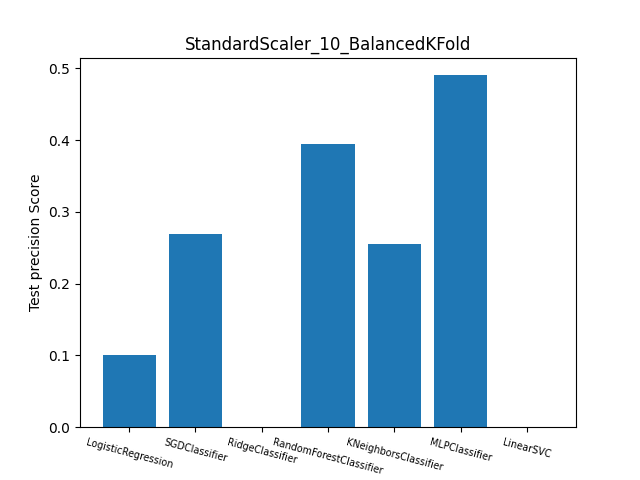 StandardScaler_10_BalancedKFold
Test precision Score
0.5
0.4
0.3
0.2
0.1
0.0
LogisticRegression
SGDClassifier
RidgeClassifier
RandomForestClassifier
KNeighborsClassifier
MLPClassifier
LinearSVC